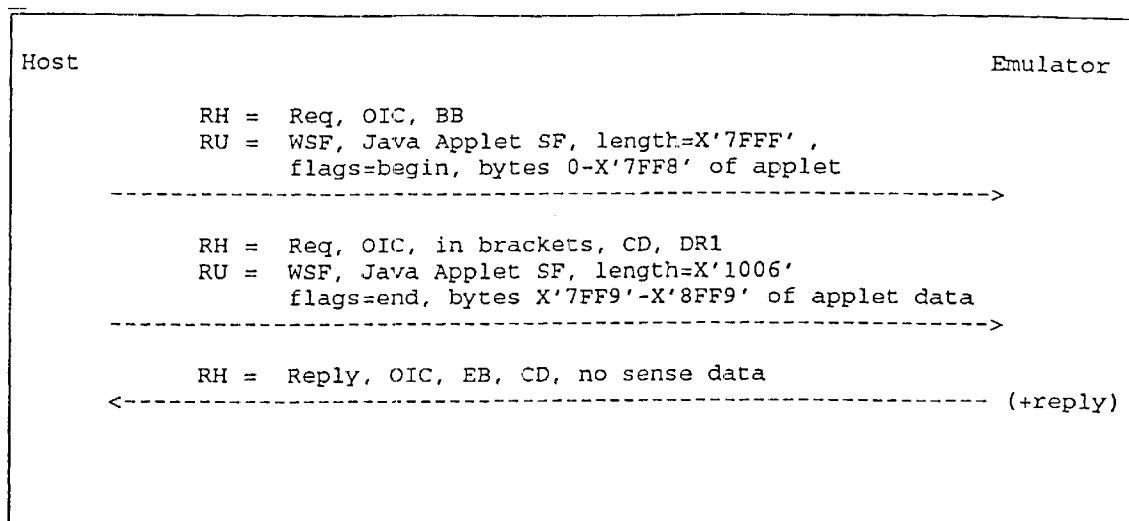 Host Emulator
RH = Req, OIC, BB
RU = WSF, Java Applet SF, length=X'7FFF' ,
flags=begin, bytes 0-X'7FF8' of applet
------------------------------------------------------------>
RH = Req, OIC, in brackets, CD, DR1
RU = WSF, Java Applet SF, length=X'1006'
flags=end, bytes X'7FF9'-X'8FF9' of applet data
------------------------------------------------------------>
RH = Reply, OIC, EB, CD, no sense data
<------------------------------------------------------------ (+reply)